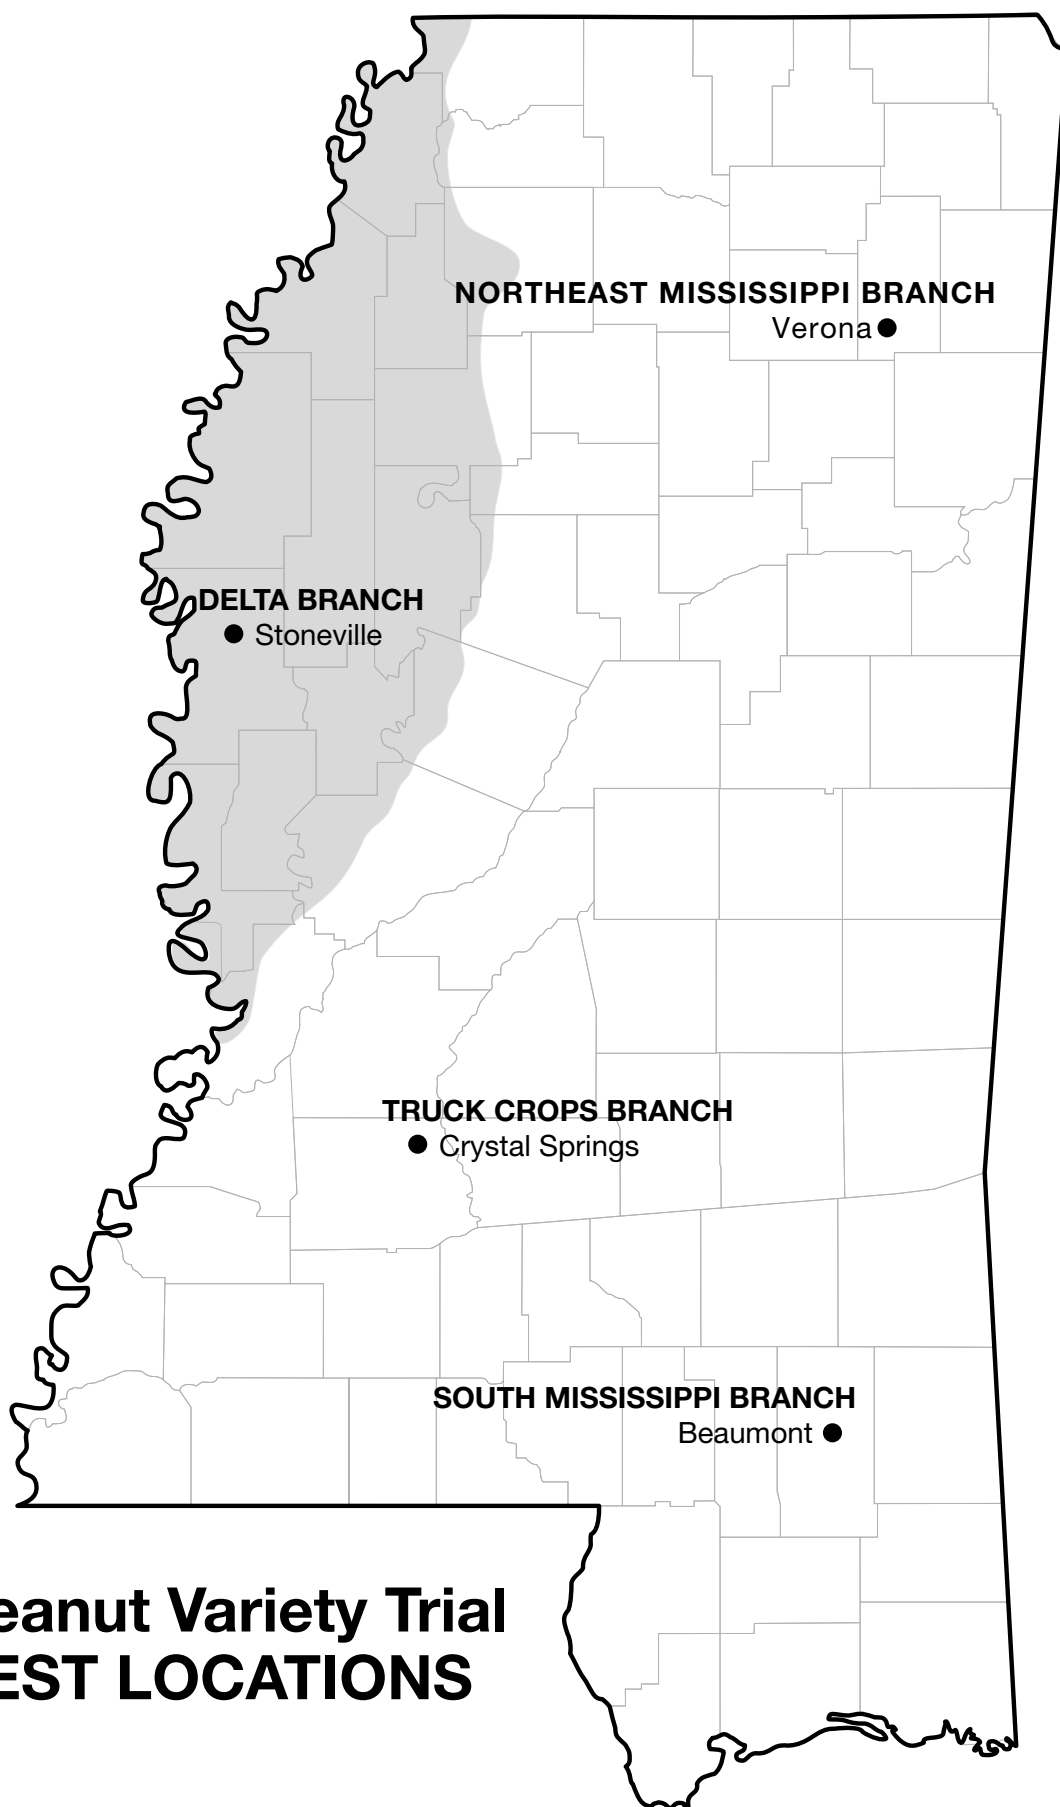 NORTHEAST MISSISSIPPI BRANCH
Verona
DELTA BRANCH
Stoneville
TRUCK CROPS BRANCH
Crystal Springs
SOUTH MISSISSIPPI BRANCH
Beaumont
eanut Variety Trial
EST LOCATIONS